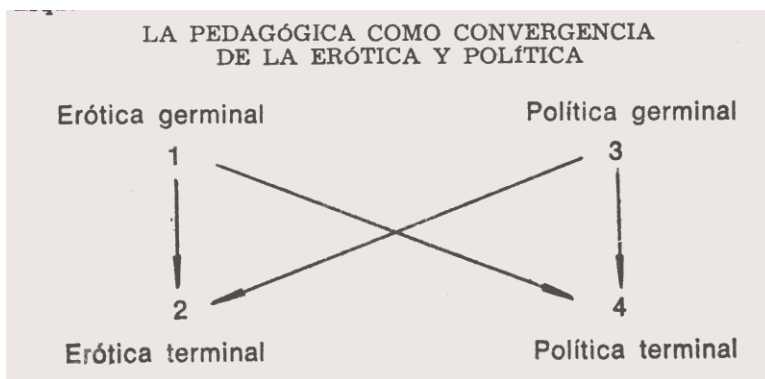 LA PEDAGÓGICA COMO CONVERGENCIA
DE LA ERÓTICA Y POLÍTICA
Erótica germinal
Política germinal
1
3
2
4
Erótica terminal
Política terminal